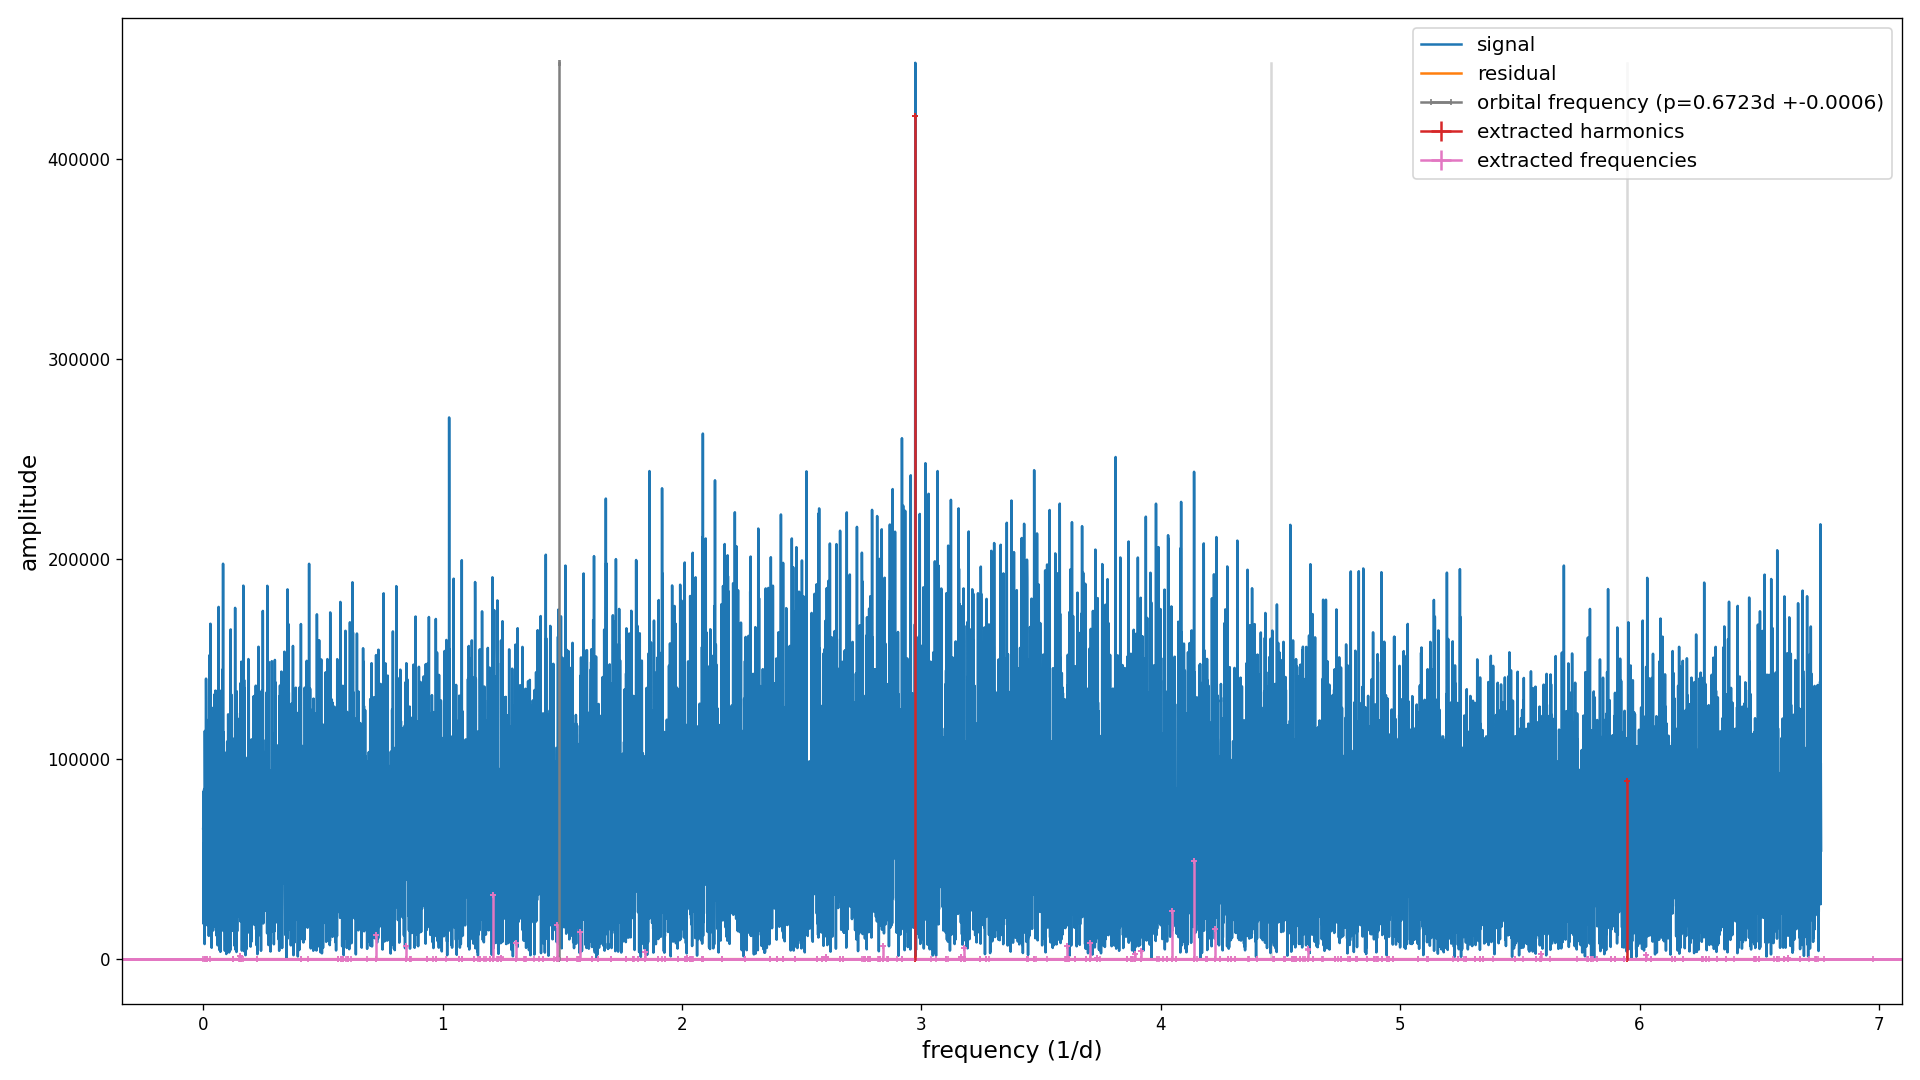 signal
residual
orbital frequency (p=0.6723d +-0.0006)
extracted harmonics
extracted frequencies
amplitude
400000
300000
200000
100000
0
0 1 2 3 4 5 6 7
frequency (1/d)